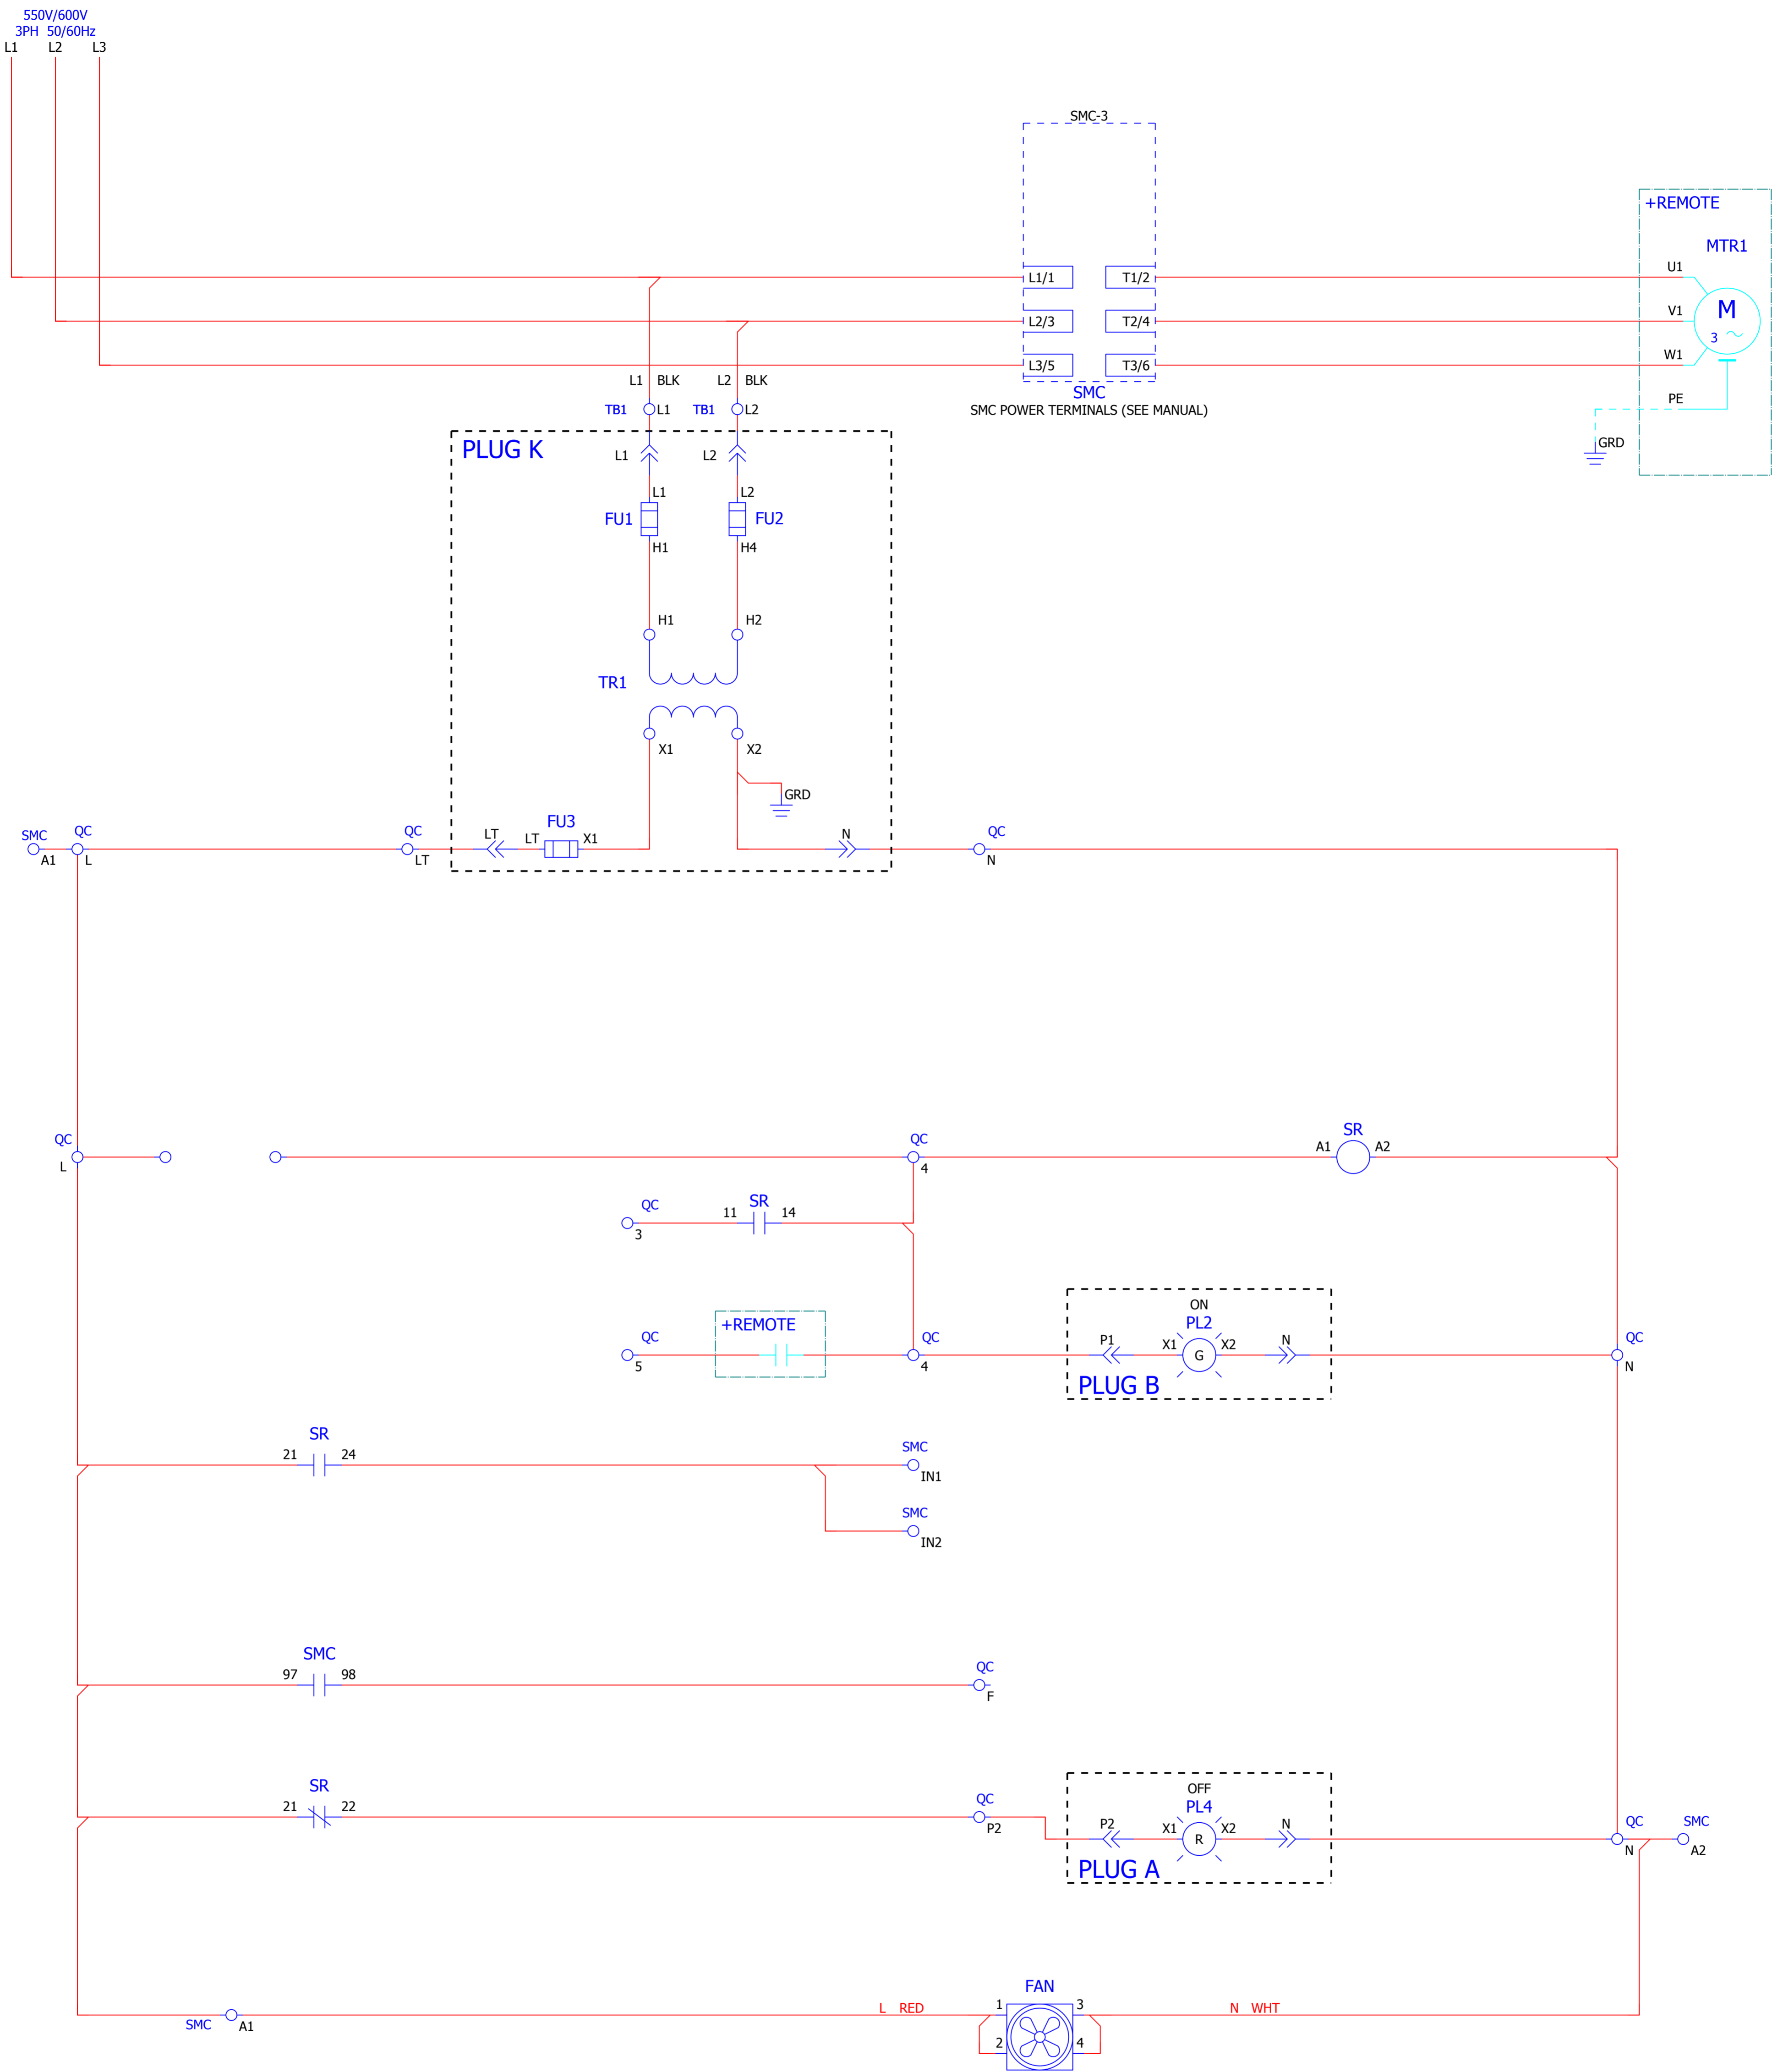 550V/600V
3PH 50/60Hz
L1 L2 L3
SMC-3
+REMOTE
MTR1
L1/1 T1/2 U1
M
3
L2/3 T2/4 V1
L3/5 T3/6 W1
SMC
SMC POWER TERMINALS (SEE MANUAL)
PE
GRD
L1 BLK L2 BLK
TB1 L1 TB1 L2
PLUG K
L1 L2
L1 L2
FU1 FU2
H1 H4
H1 H2
TR1
X1 X2
GRD
SMC QC QC LT LT FU3 X1 N QC
A1 L LT N
QC QC A1 SR A2
L 4
QC 11 SR 14
3
+REMOTE
ON
PL2
QC QC P1 X1 G X2 N QC
5 4 N
PLUG B
SR
21 24 SMC
IN1
SMC
IN2
SMC
97 98 QC
F
SR
21 22 QC
P2
OFF
PL4
P2 X1 R X2 N QC SMC
N A2
PLUG A
FAN
L RED 1 3 N WHT
SMC A1
2 4